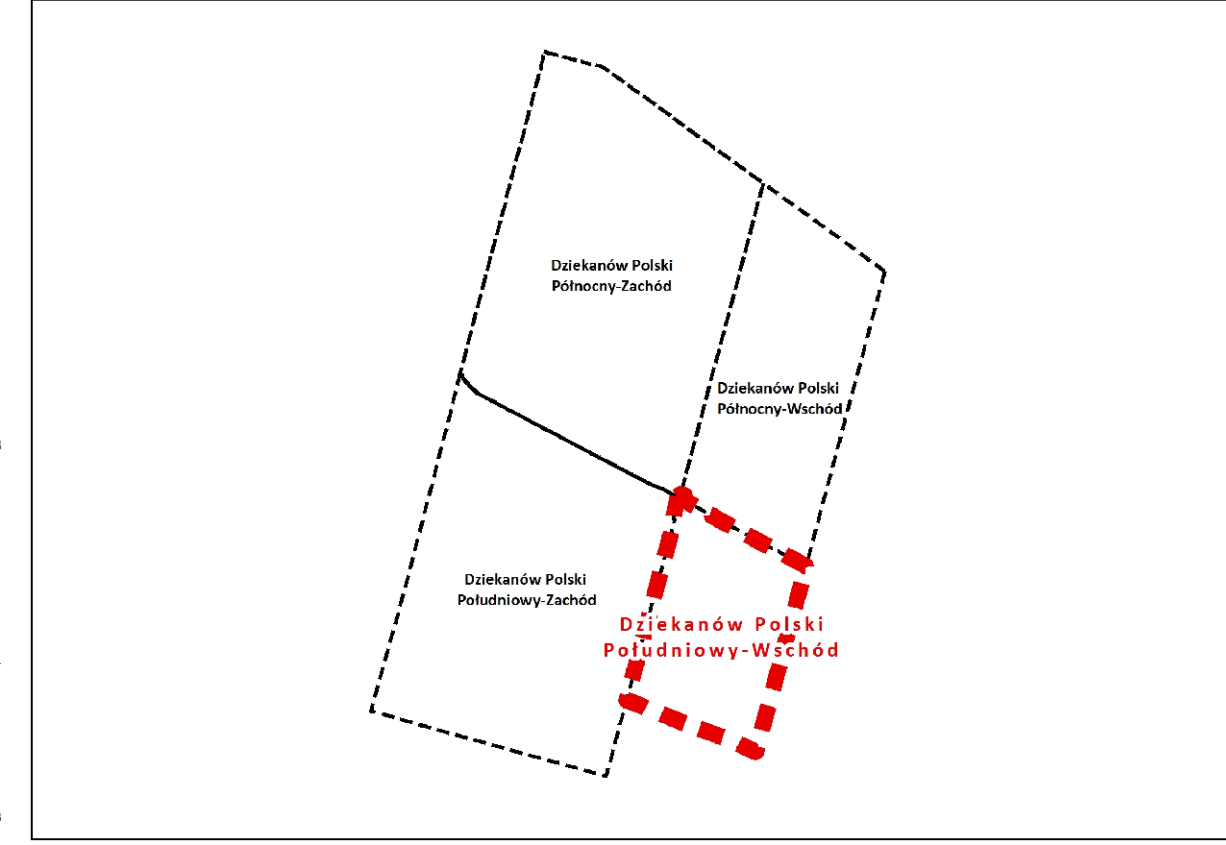 Dziekanów Polski
Północny-Zachód
Dziekanów Polski
Północny-Wschód
Dziekanów Polski
Południowy-Zachód
Dziekanów Polski
Południowy-Wschód